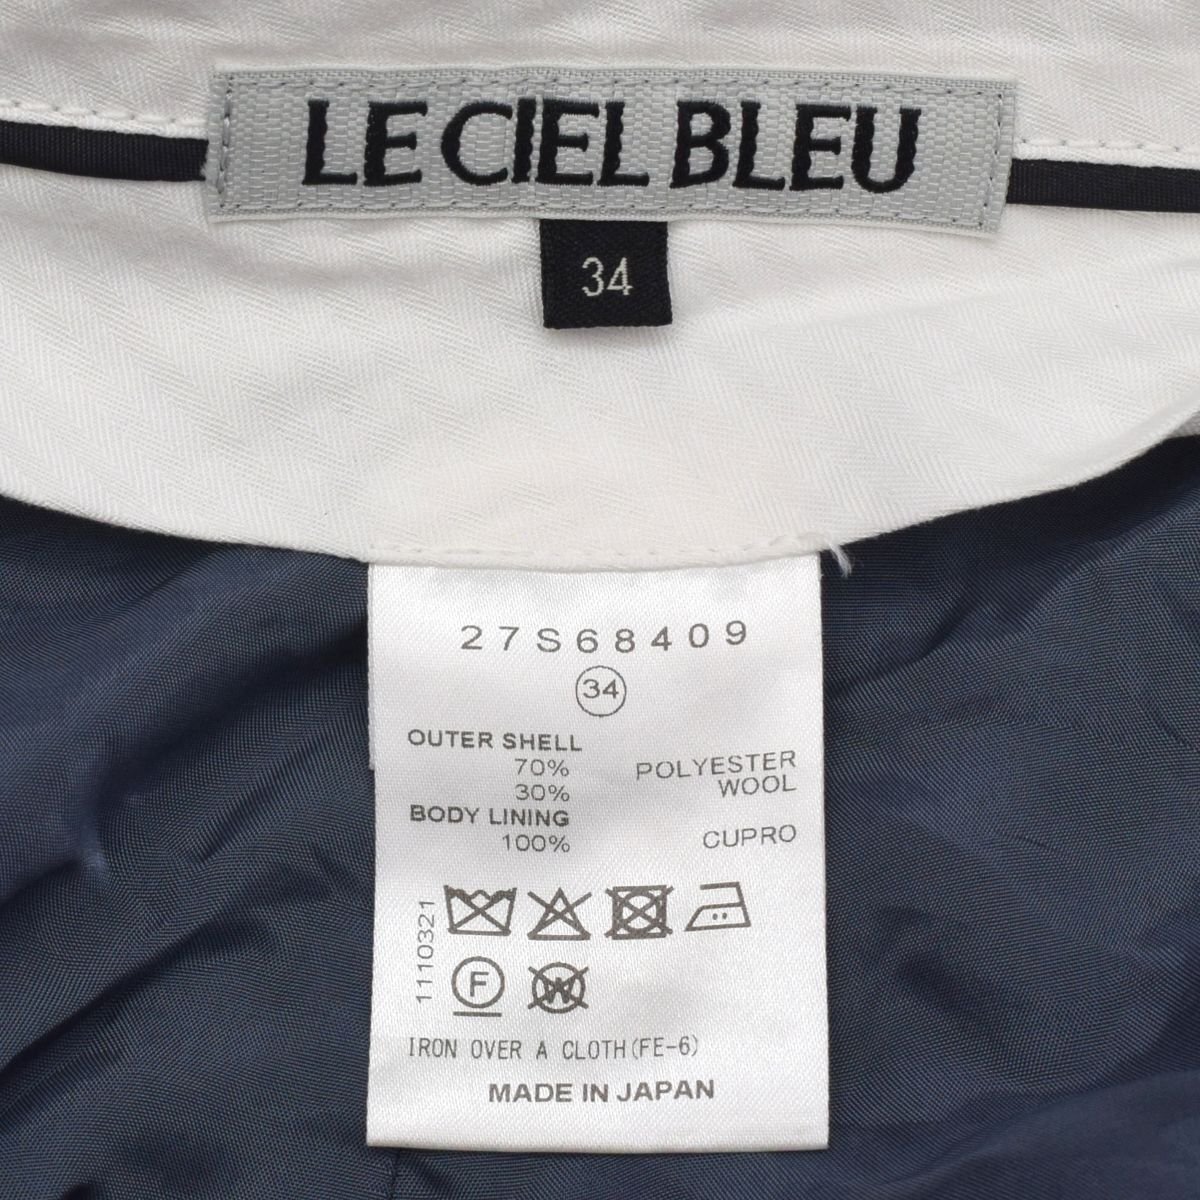 LE CIEL BLEU
34
27S68409
34
OUTER SHELL
70% POLYESTER
30% WOOL
BODY LINING
100% CUPRO
1110321
F
W
IRON OVER A CLOTH(FE-6)
MADE IN JAPAN